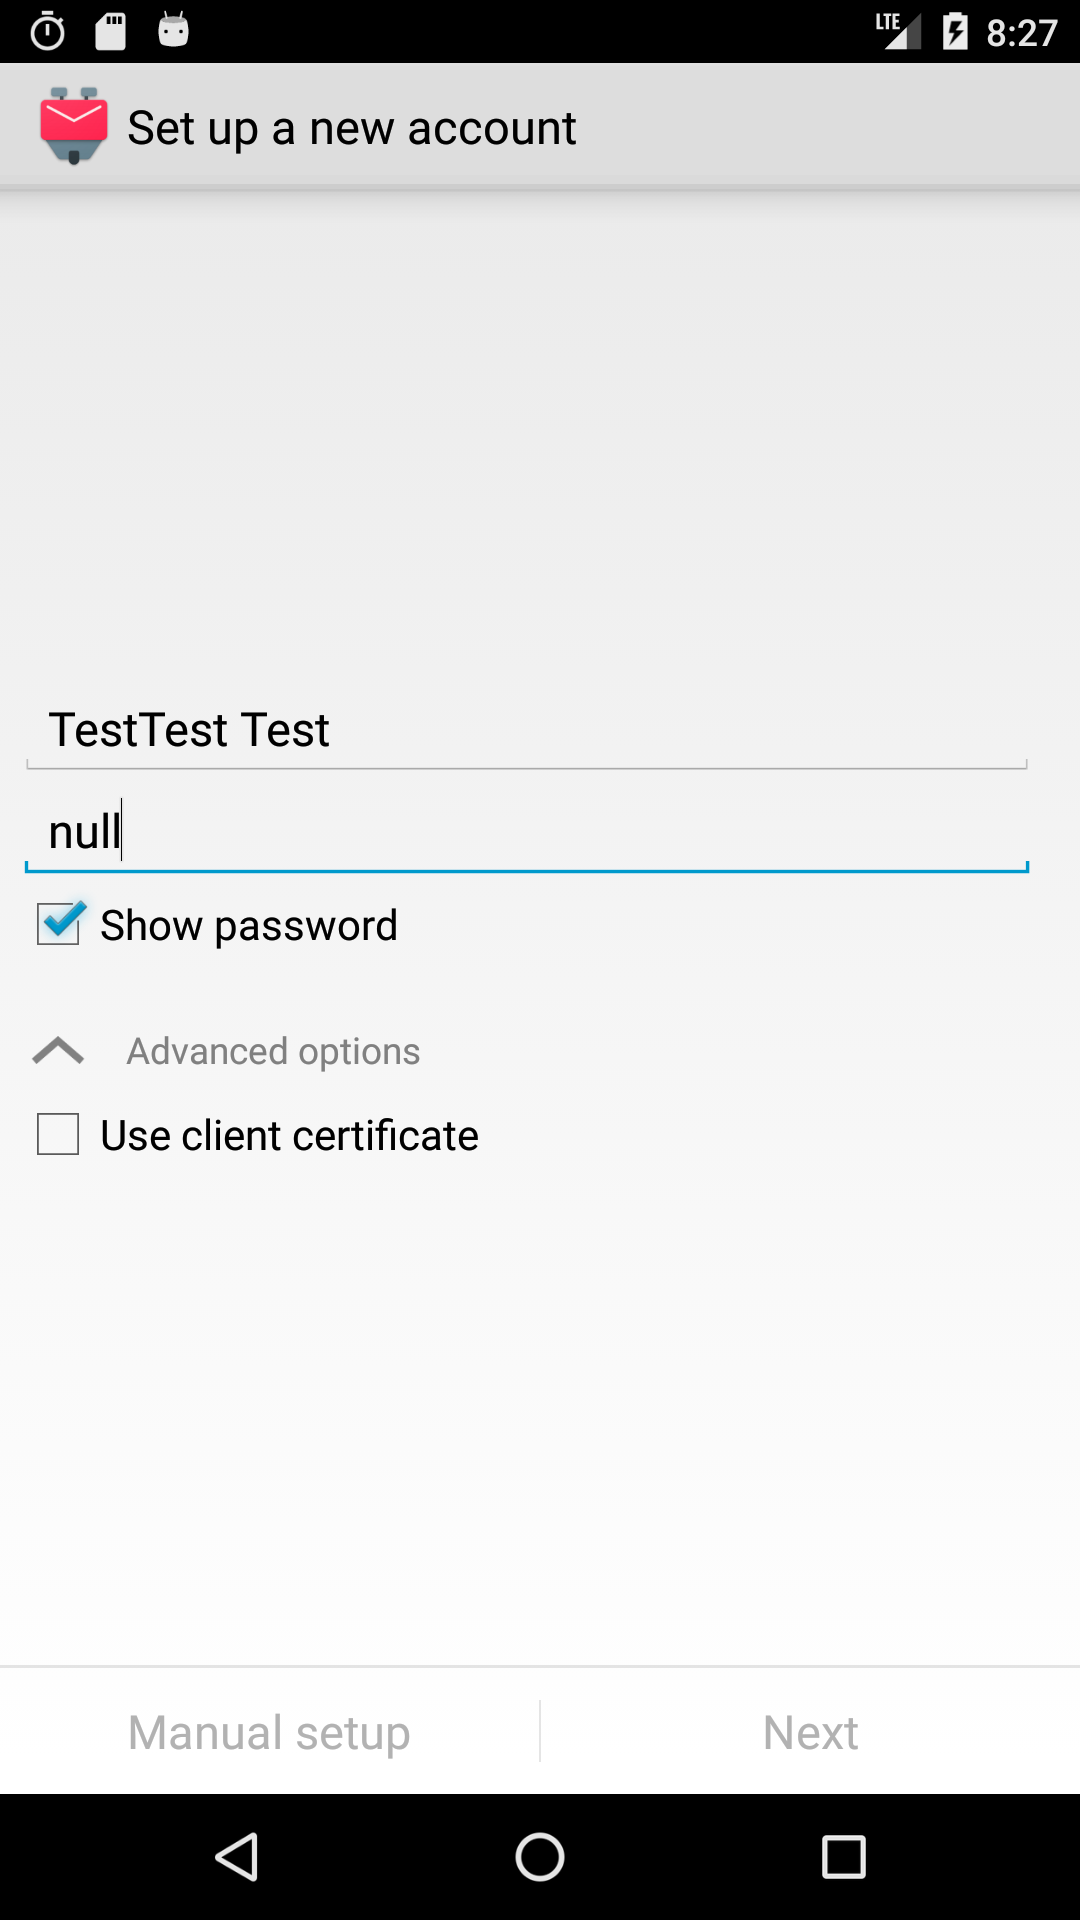 LTE 8:27
Set up a new account
TestTest Test
null
Show password
Advanced options
Use client certificate
Manual setup
Next